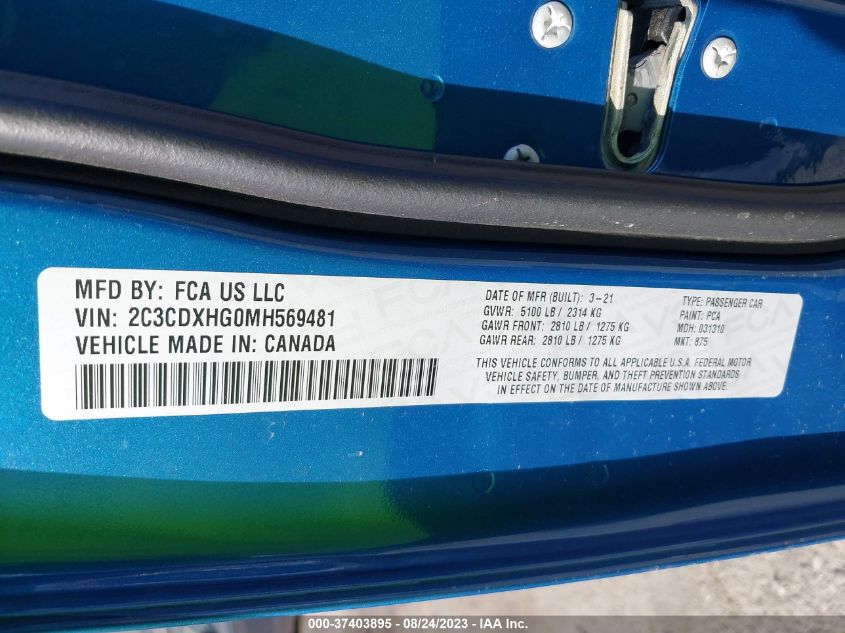 MFD BY: FCA US LLC
VIN: 2C3CDXHG0MH569481
VEHICLE MADE IN: CANADA
DATE OF MFR (BUILT): 3-21
GVWR: 5100 LB / 2314 KG
GAWR FRONT: 2810 LB / 1275 KG
GAWR REAR: 2810 LB / 1275 KG
TYPE: PASSENGER CAR
PAINT: PCA
MDH: 031310
MKT: 875
THIS VEHICLE CONFORMS TO ALL APPLICABLE U.S.A. FEDERAL MOTOR
VEHICLE SAFETY, BUMPER, AND THEFT PREVENTION STANDARDS
IN EFFECT ON THE DATE OF MANUFACTURE SHOWN ABOVE.
000-37403895 - 08/24/2023 - IAA Inc.